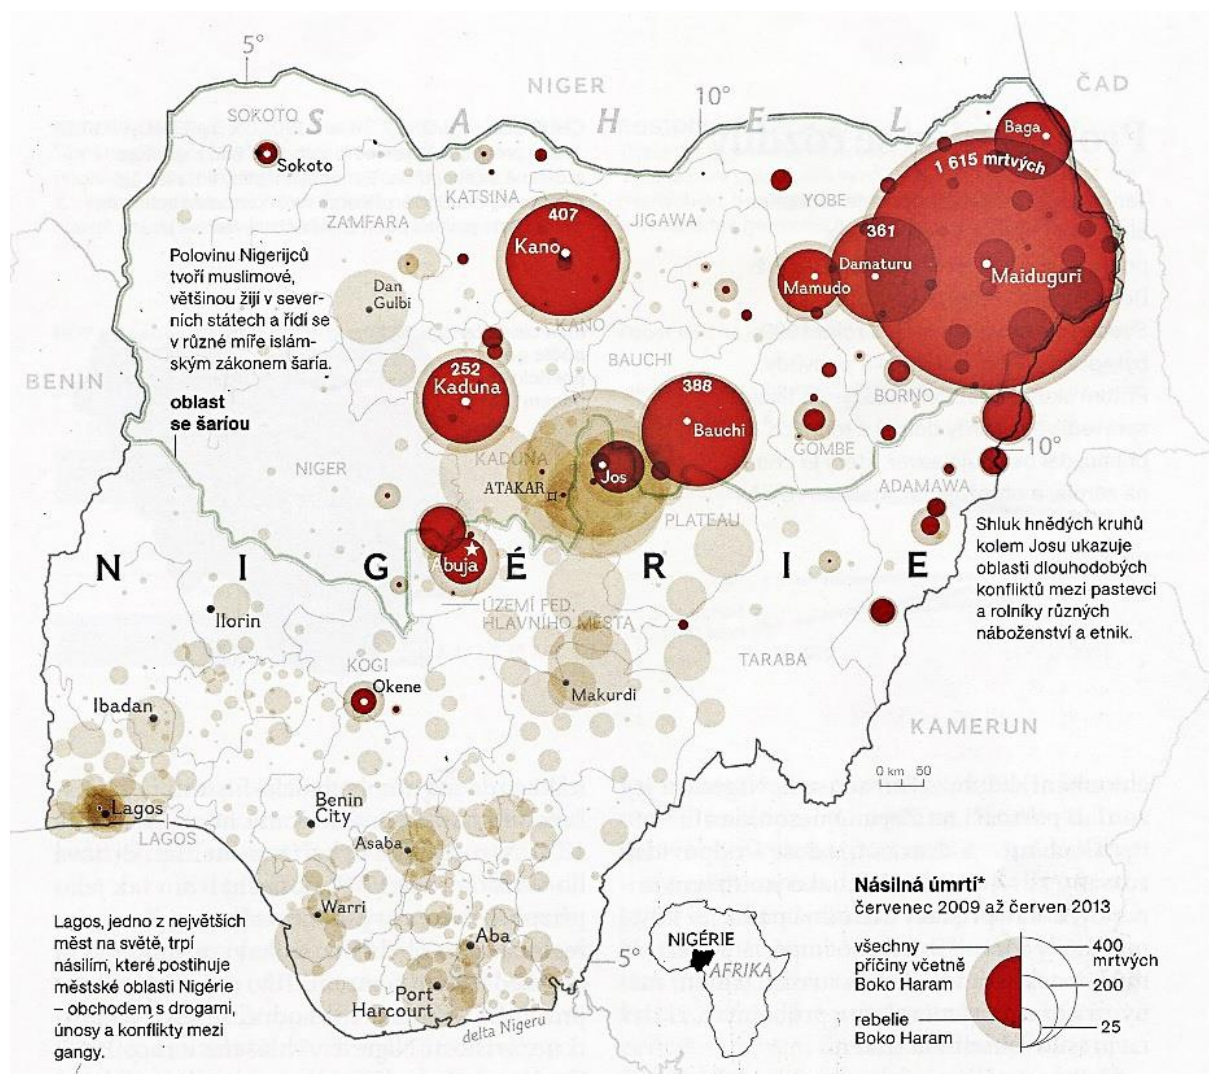 5°
NIGER
ČAD
10°
SOKOTO
S A H E L
Baga
Sokoto
1 615 mrtvých
KATSINA
ZAMFARA
407
Kano
JIGAWA
YOBE
361
Damaturu
Mamudo
Maiduguri
Polovinu Nigerijců
tvoří muslimové,
většinou žijí v sever-
ních státech a řídí se
v různé míře islám-
ským zákonem šaría.
Dan
Gulbi
KANO
BAUCHI
BENIN
252
Kaduna
388
Bauchi
BORNO
oblast
se šaríou
GOMBE
10°
NIGER
KADUNA
Jos
ATAKAR
ADAMAWA
PLATEAU
Shluk hnědých kruhů
kolem Josu ukazuje
oblasti dlouhodobých
konfliktů mezi pastevci
a rolníky různých
náboženství a etnik.
N I G É R I E
Abuja
ÚZEMÍ FED.
HLAVNÍHO MĚSTA
Ilorin
TARABA
KOGI
Okene
Makurdi
Ibadan
KAMERUN
0 km 50
Lagos
LAGOS
Benin
City
Asaba
Warri
Aba
Port
Harcourt
delta Nigeru
5°
Lagos, jedno z největších
měst na světě, trpí
násilím, které postihuje
městské oblasti Nigérie
– obchodem s drogami,
únosy a konflikty mezi
gangy.
NIGÉRIE
AFRIKA
Násilná úmrtí*
červenec 2009 až červen 2013
všechny
příčiny včetně
Boko Haram
rebelie
Boko Haram
400
mrtvých
200
25